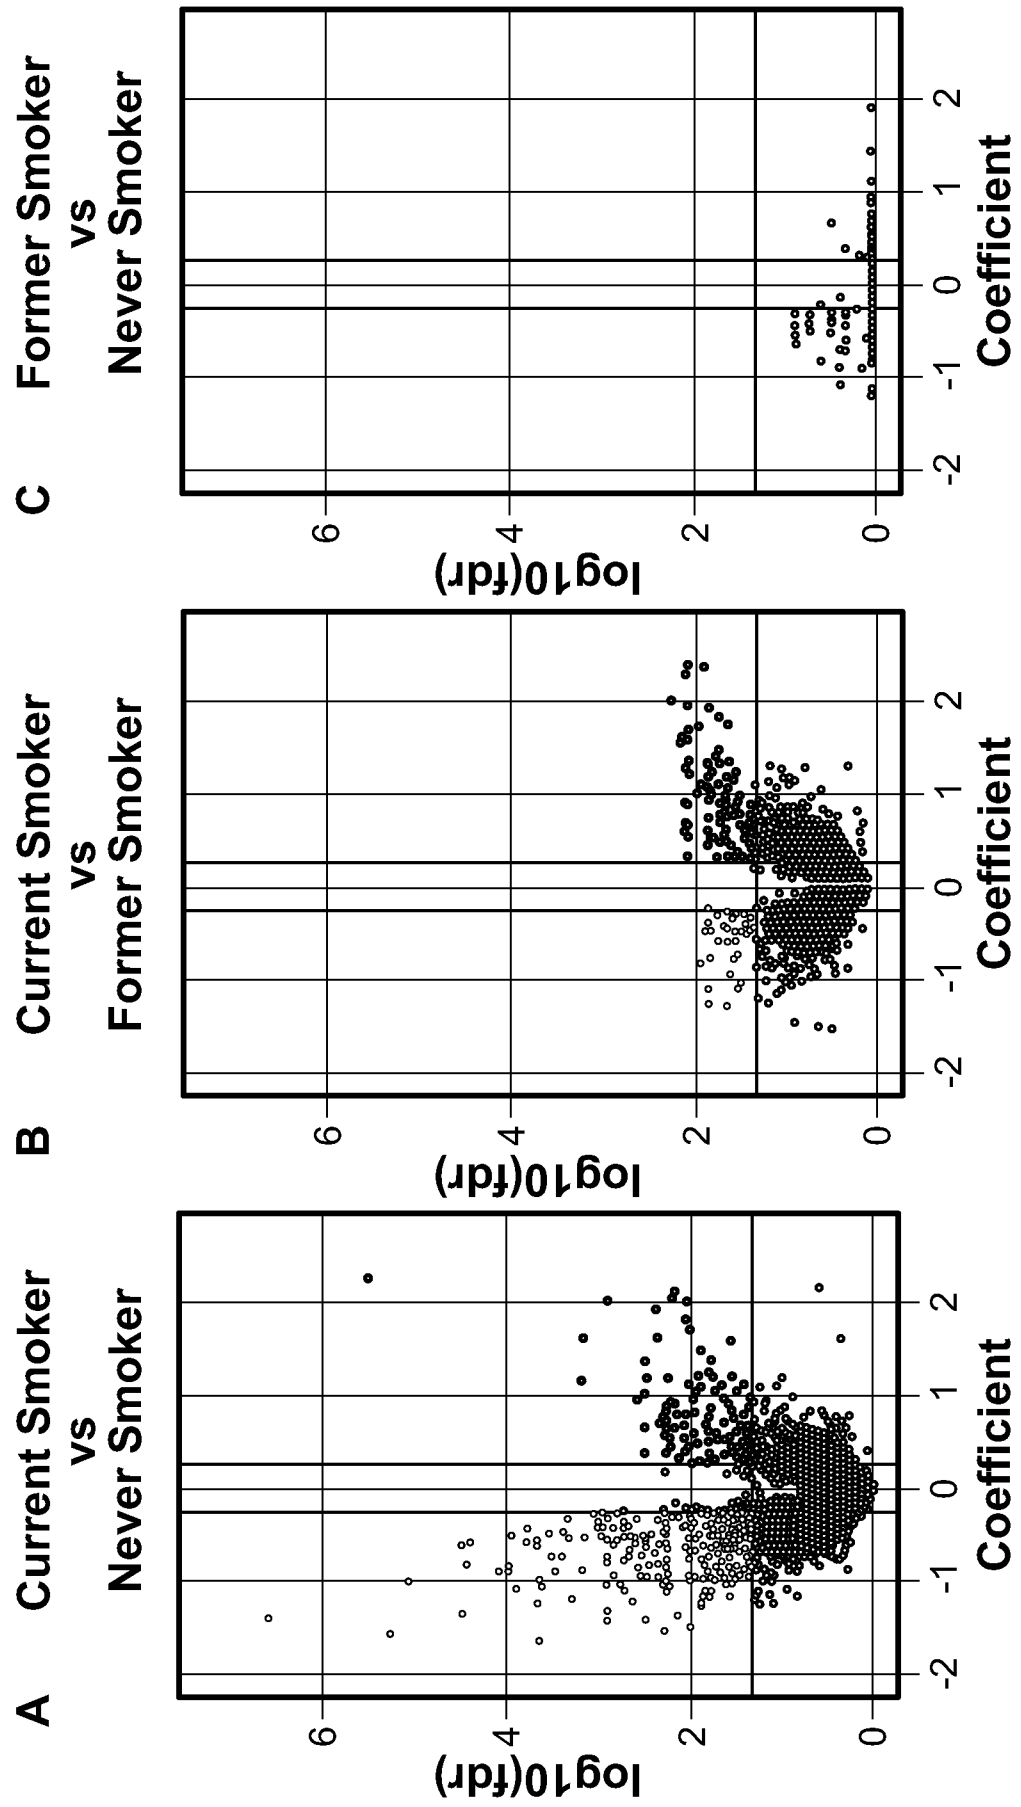 A
Current Smoker
vs
Never Smoker
log10(fdr)
6
4
2
0
-2
-1
0
1
2
Coefficient
B
Current Smoker
vs
Former Smoker
log10(fdr)
6
4
2
0
-2
-1
0
1
2
Coefficient
C
Former Smoker
vs
Never Smoker
log10(fdr)
6
4
2
0
-2
-1
0
1
2
Coefficient